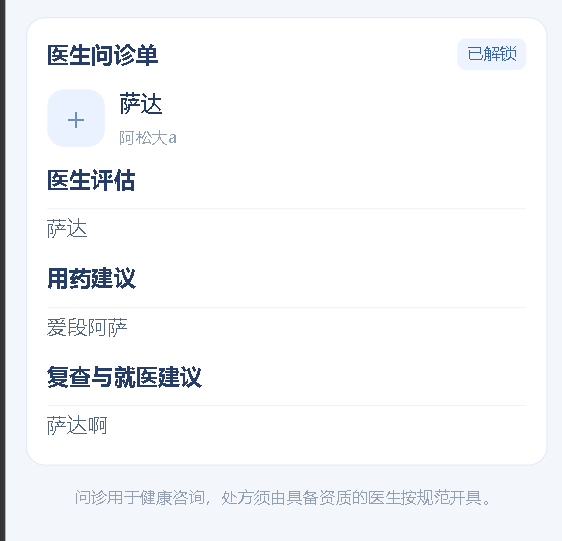 医生问诊单
已解锁
萨达
阿松大a
医生评估
萨达
用药建议
爱段阿萨
复查与就医建议
萨达啊
问诊用于健康咨询，处方须由具备资质的医生按规范开具。